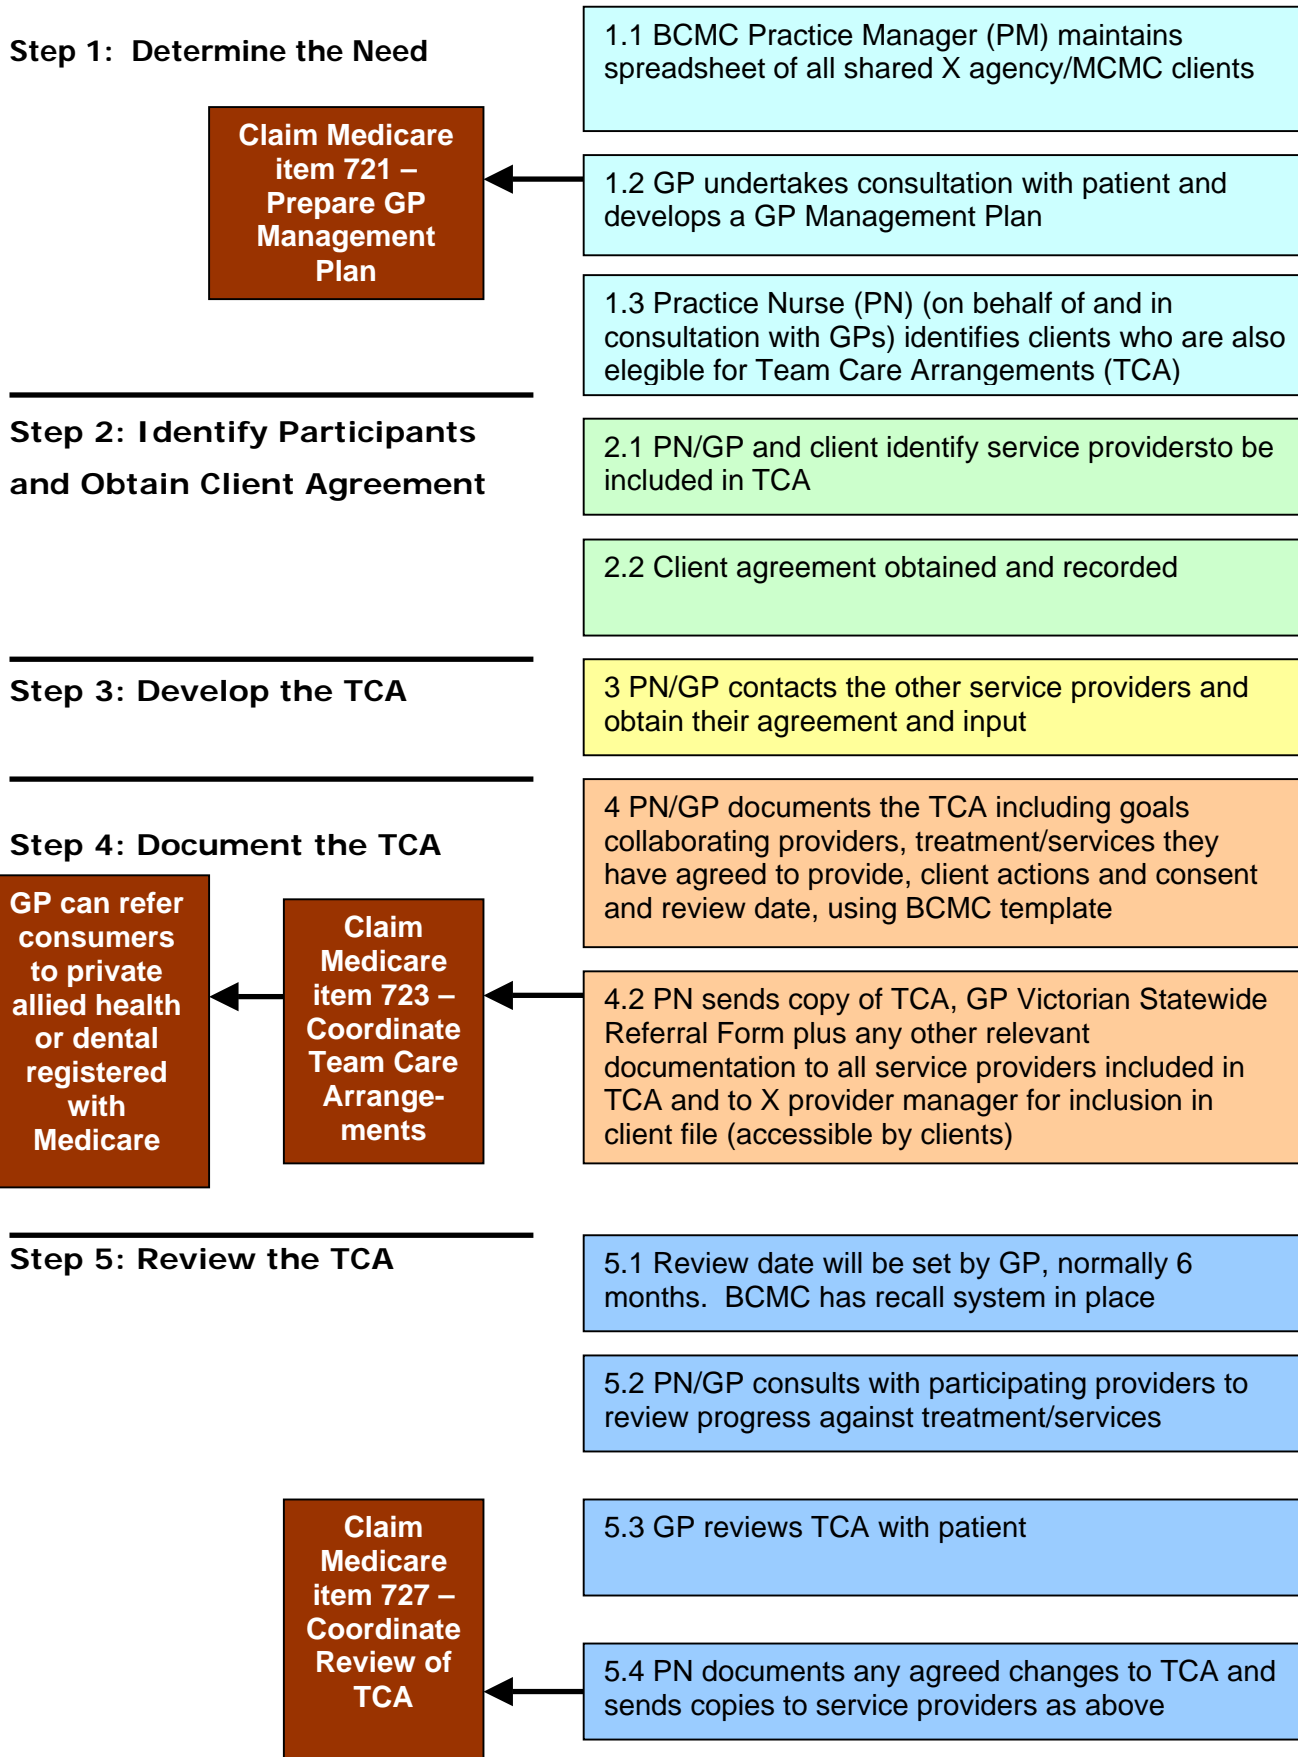 Step 1:  Determine the Need
1.1 BCMC Practice Manager (PM) maintains
spreadsheet of all shared X agency/MCMC clients
Claim Medicare
item 721 –
Prepare GP
Management
Plan
1.2 GP undertakes consultation with patient and
develops a GP Management Plan
1.3 Practice Nurse (PN) (on behalf of and in
consultation with GPs) identifies clients who are also
elegible for Team Care Arrangements (TCA)
Step 2: Identify Participants
and Obtain Client Agreement
2.1 PN/GP and client identify service providersto be
included in TCA
2.2 Client agreement obtained and recorded
Step 3: Develop the TCA
3 PN/GP contacts the other service providers and
obtain their agreement and input
Step 4: Document the TCA
4 PN/GP documents the TCA including goals
collaborating providers, treatment/services they
have agreed to provide, client actions and consent
and review date, using BCMC template
GP can refer
consumers
to private
allied health
or dental
registered
with
Medicare
Claim
Medicare
item 723 –
Coordinate
Team Care
Arrange-
ments
4.2 PN sends copy of TCA, GP Victorian Statewide
Referral Form plus any other relevant
documentation to all service providers included in
TCA and to X provider manager for inclusion in
client file (accessible by clients)
Step 5: Review the TCA
5.1 Review date will be set by GP, normally 6
months.  BCMC has recall system in place
5.2 PN/GP consults with participating providers to
review progress against treatment/services
Claim
Medicare
item 727 –
Coordinate
Review of
TCA
5.3 GP reviews TCA with patient
5.4 PN documents any agreed changes to TCA and
sends copies to service providers as above